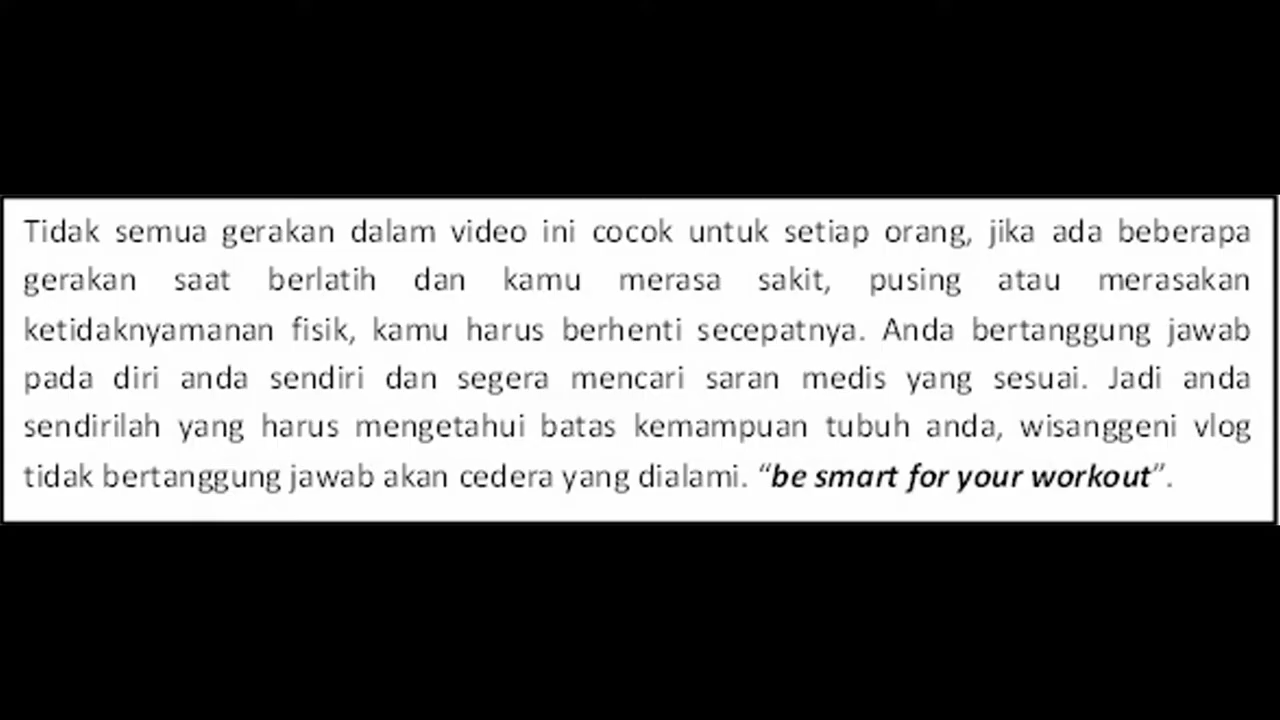 Tidak semua gerakan dalam video ini cocok untuk setiap orang, jika ada beberapa
gerakan saat berlatih dan kamu merasa sakit, pusing atau merasakan
ketidaknyamanan fisik, kamu harus berhenti secepatnya. Anda bertanggung jawab
pada diri anda sendiri dan segera mencari saran medis yang sesuai. Jadi anda
sendirilah yang harus mengetahui batas kemampuan tubuh anda, wisanggeni vlog
tidak bertanggung jawab akan cedera yang dialami. “be smart for your workout”.